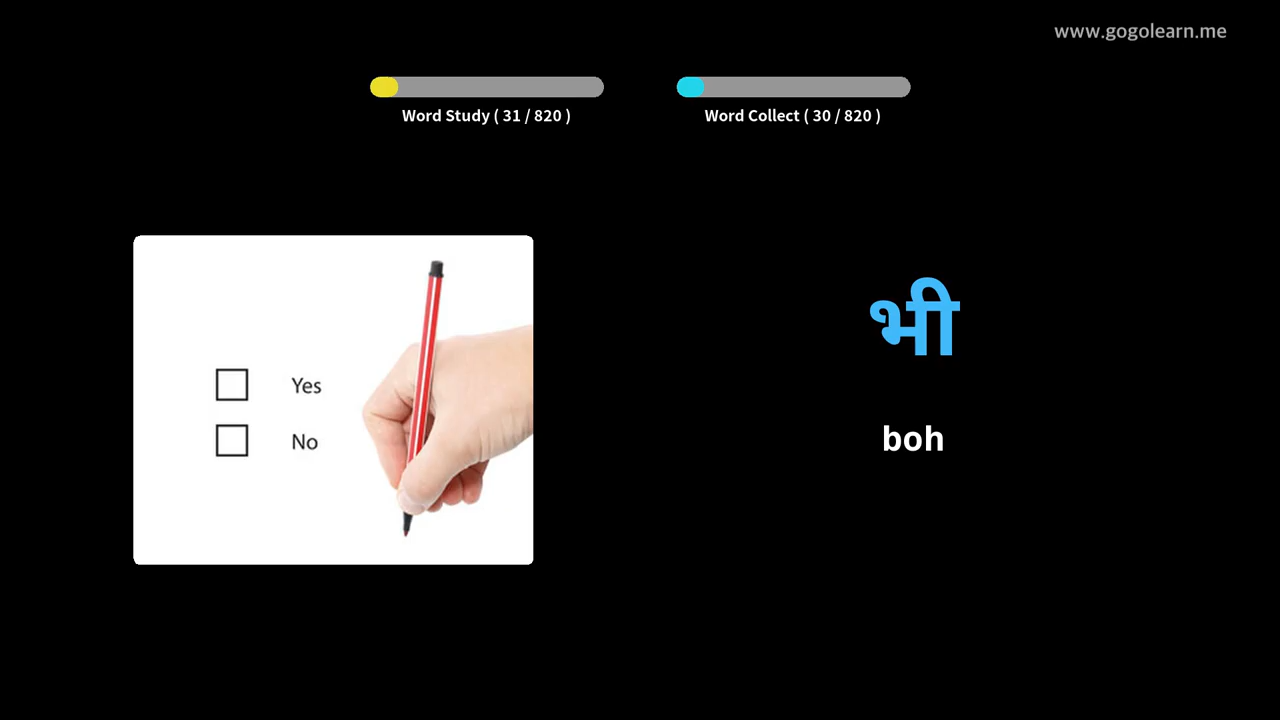 www.gogolearn.me
Word Study ( 31 / 820 )
Word Collect ( 30 / 820 )
Yes
No
भी
boh